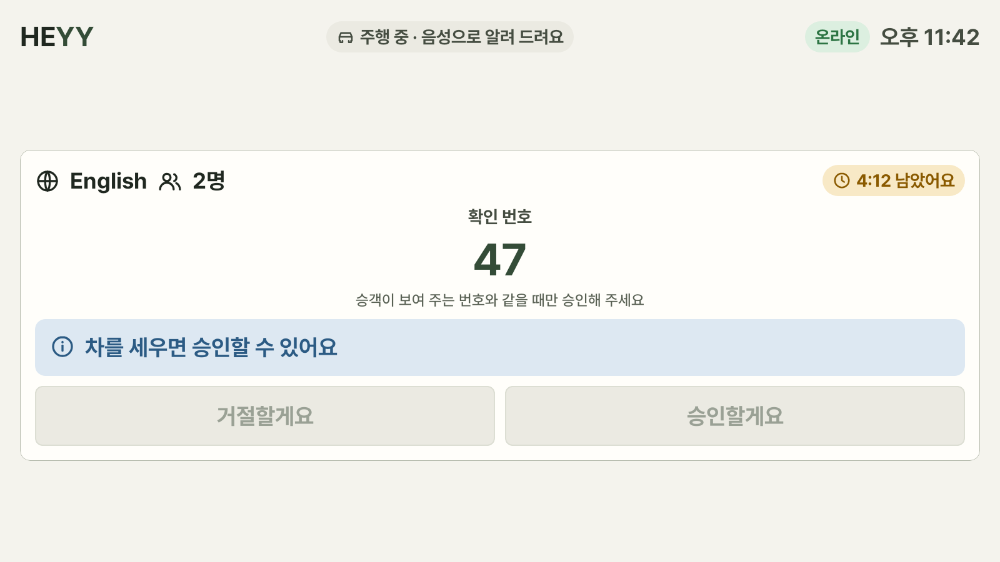 HEYY
주행 중 · 음성으로 알려 드려요
온라인 오후 11:42
English 2명
4:12 남았어요
확인 번호
47
승객이 보여 주는 번호와 같을 때만 승인해 주세요
차를 세우면 승인할 수 있어요
거절할게요
승인할게요